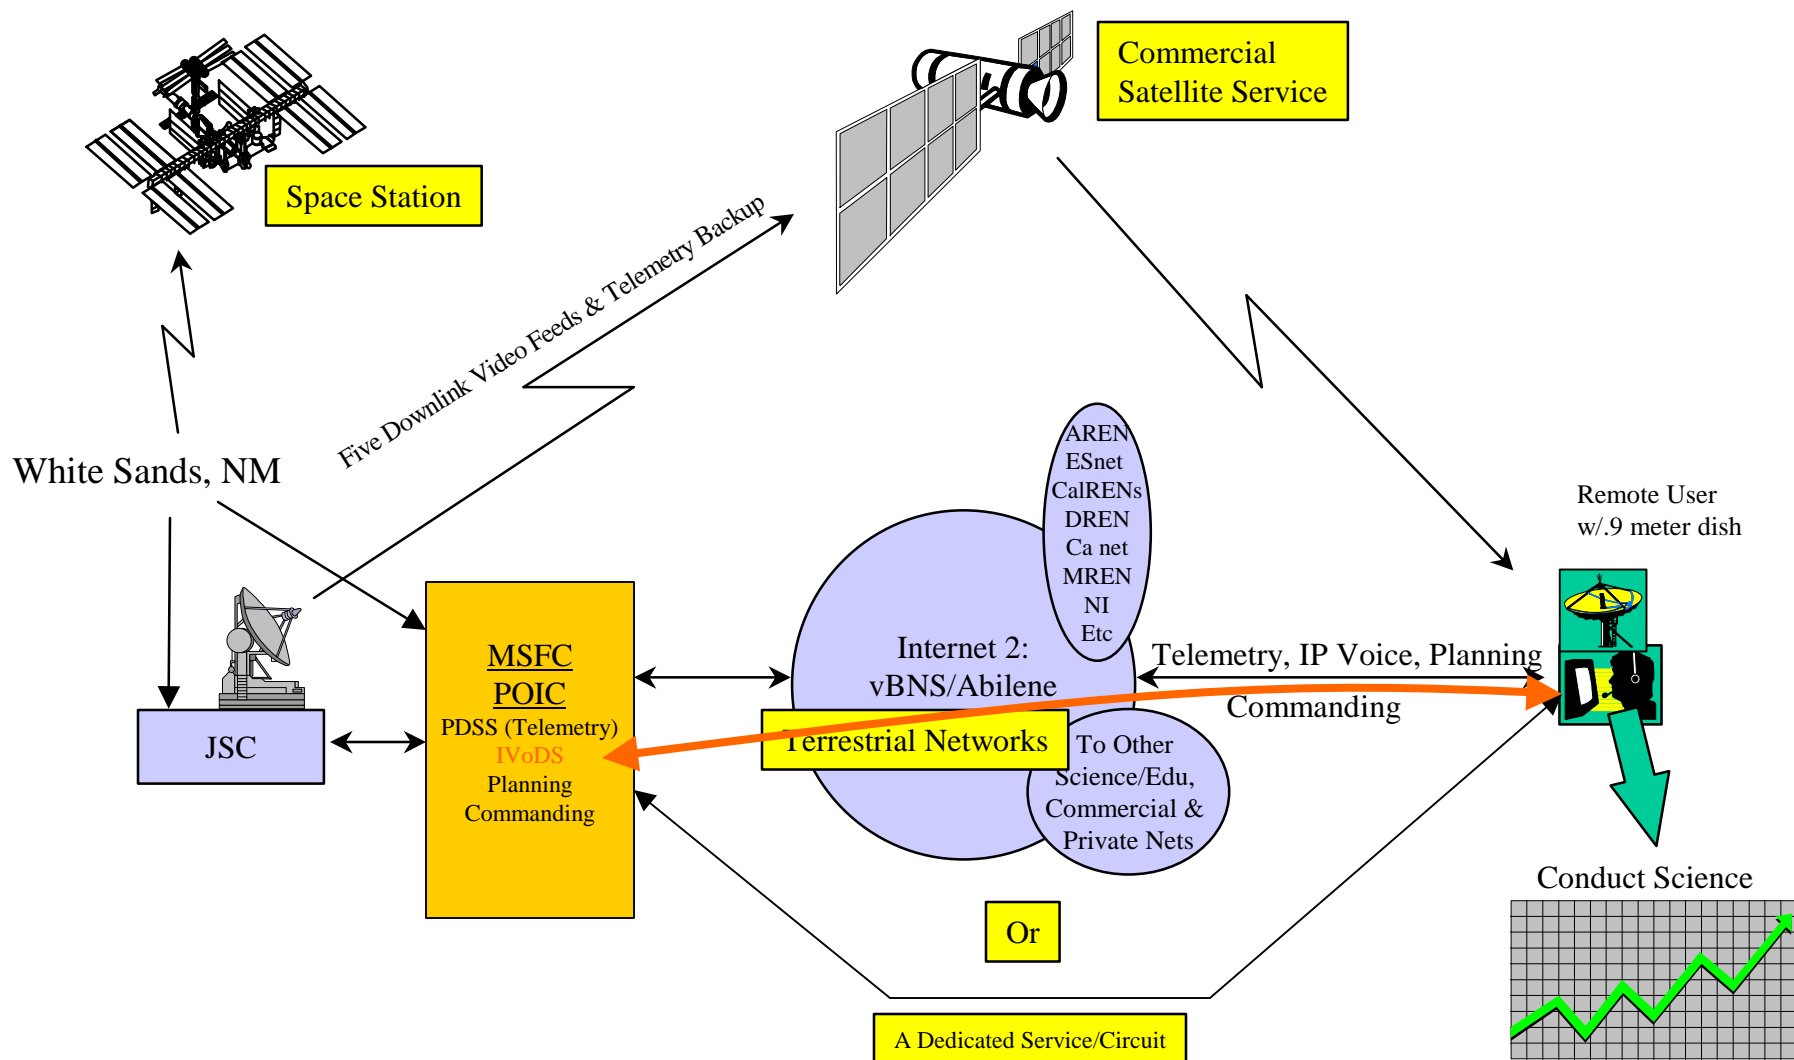 Commercial
Satellite Service
Space Station
Five Downlink Video Feeds & Telemetry Backup
White Sands, NM
AREN
ESnet
CalRENs
DREN
Ca net
MREN
NI
Etc
Remote User
w/.9 meter dish
MSFC
POIC
PDSS (Telemetry)
IVoDS
Planning
Commanding
JSC
Internet 2:
vBNS/Abilene
Terrestrial Networks
Telemetry, IP Voice, Planning
Commanding
To Other
Science/Edu,
Commercial &
Private Nets
Or
A Dedicated Service/Circuit
Conduct Science